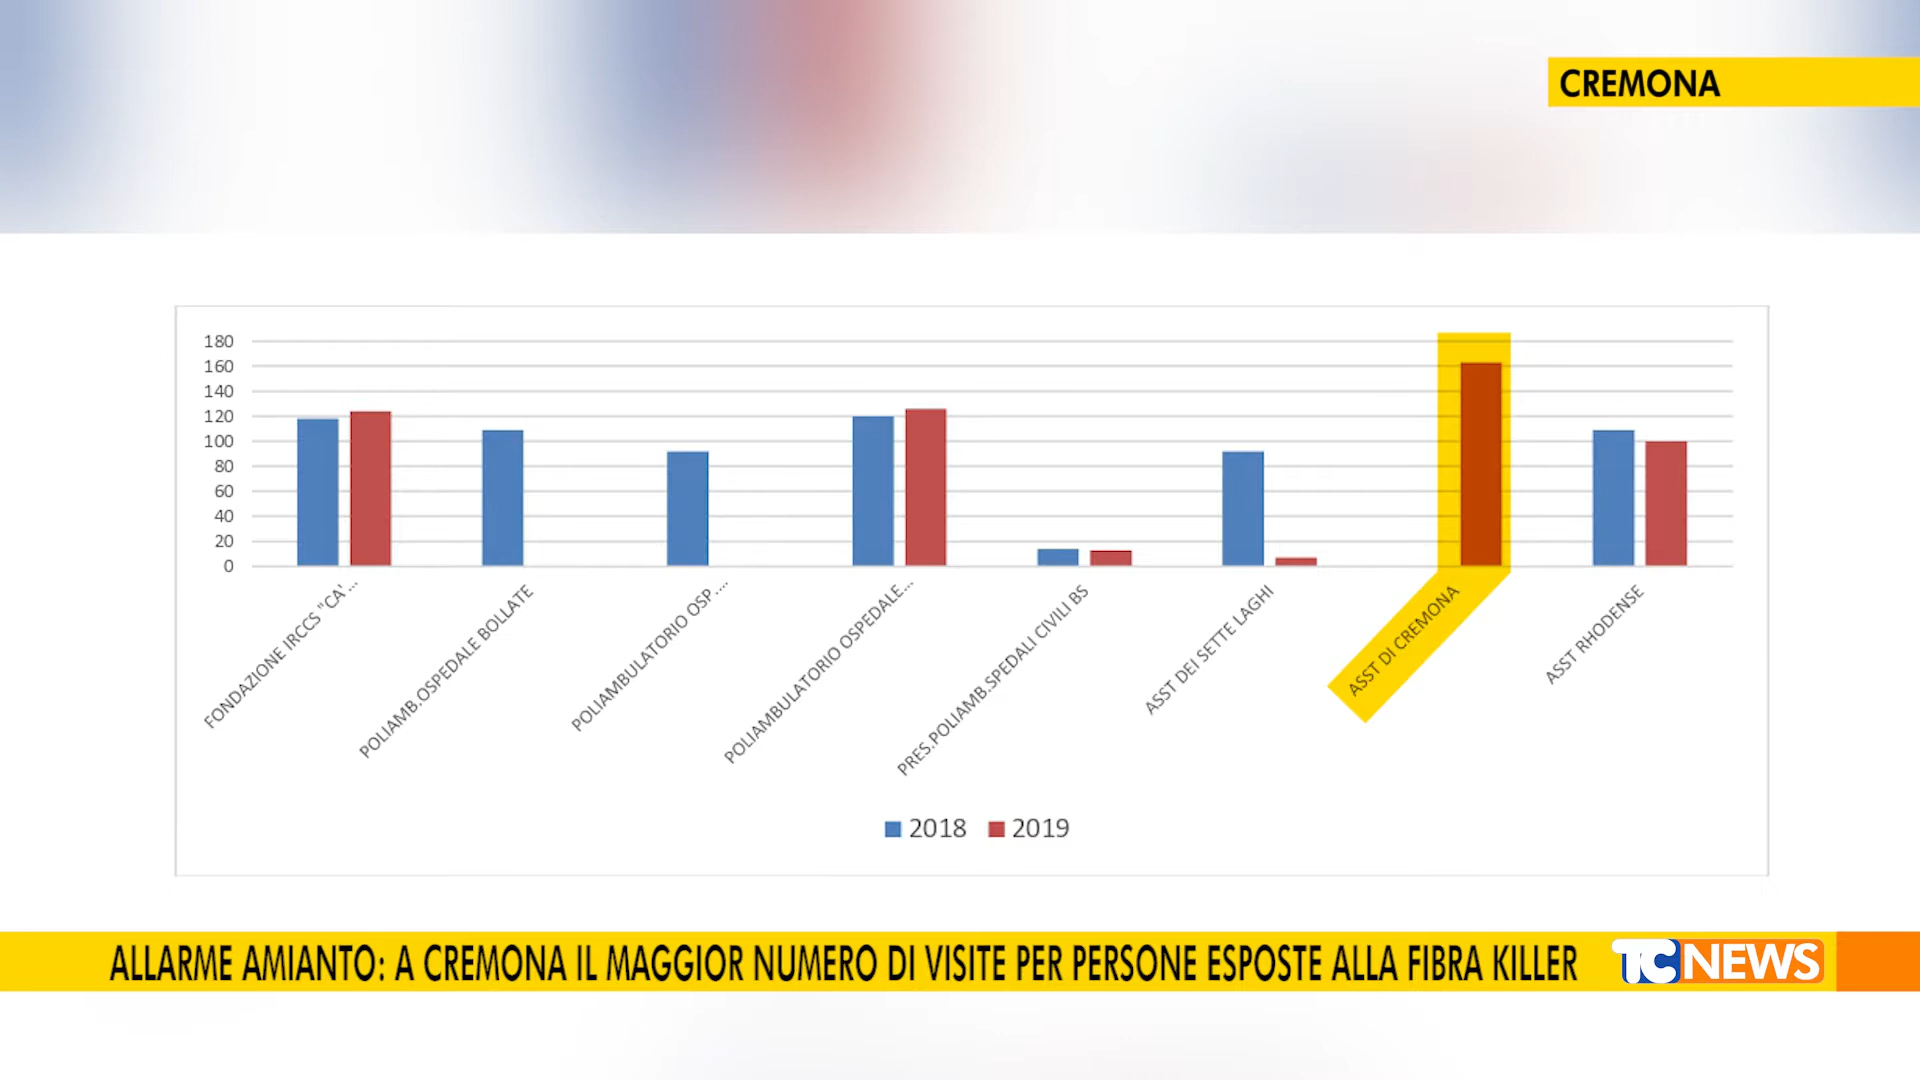 CREMONA
180
160
140
120
100
80
60
40
20
0
FONDAZIONE IRCCS "CA'...
POLIAMB.OSPEDALE BOLLATE
POLIAMBULATORIO OSP....
POLIAMBULATORIO OSPEDALE...
PRES.POLIAMB.SPEDALI CIVILI BS
ASST DEI SETTE LAGHI
ASST DI CREMONA
ASST RHODENSE
2018 2019
ALLARME AMIANTO: A CREMONA IL MAGGIOR NUMERO DI VISITE PER PERSONE ESPOSTE ALLA FIBRA KILLER
TC NEWS